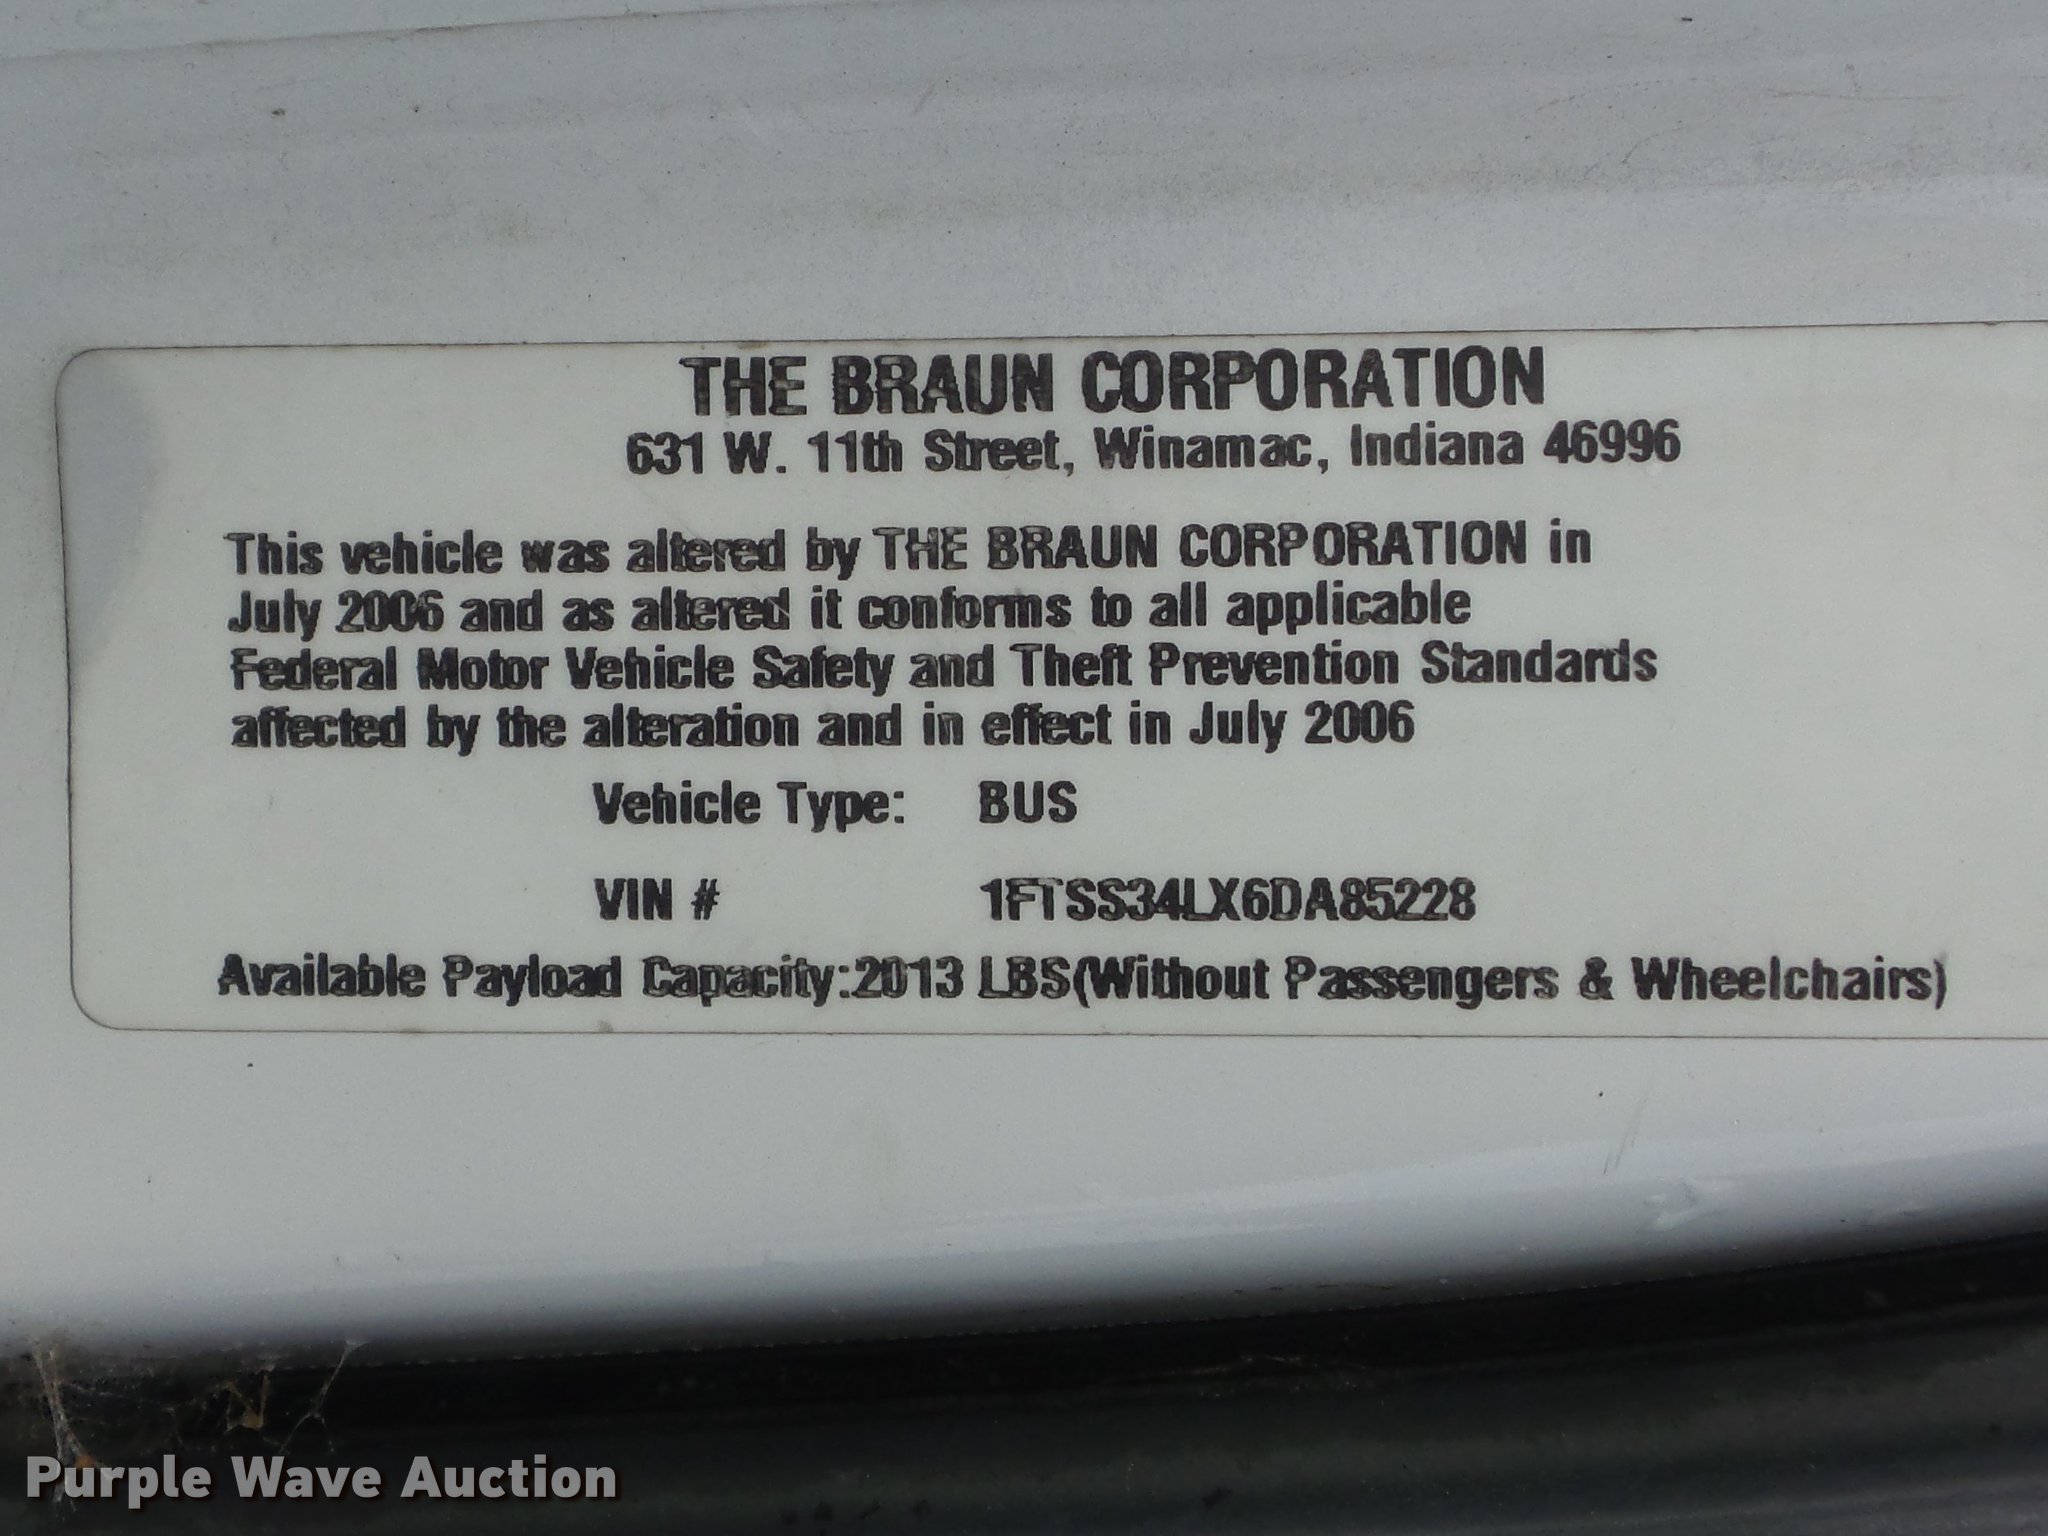 THE BRAUN CORPORATION
631 W. 11th Street, Winamac, Indiana 46996
This vehicle was altered by THE BRAUN CORPORATION in
July 2006 and as altered it conforms to all applicable
Federal Motor Vehicle Safety and Theft Prevention Standards
affected by the alteration and in effect in July 2006
Vehicle Type: BUS
VIN # 1FTSS34LX6DA85228
Available Payload Capacity:2013 LBS(Without Passengers & Wheelchairs)
Purple Wave Auction